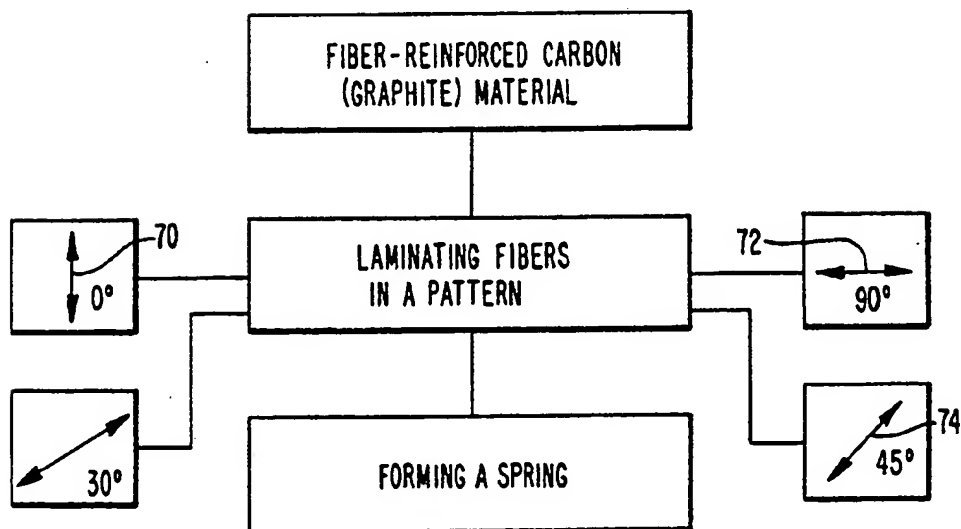 FIBER-REINFORCED CARBON
(GRAPHITE) MATERIAL
70
0°
LAMINATING FIBERS
IN A PATTERN
72
90°
30°
FORMING A SPRING
74
45°